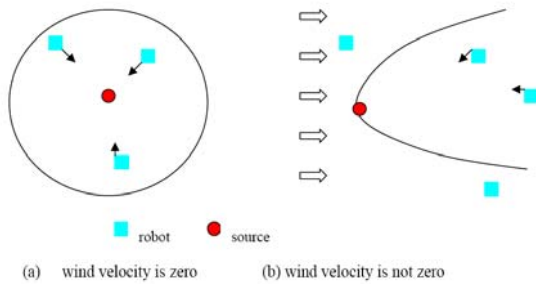 robot
source
(a) wind velocity is zero
(b) wind velocity is not zero